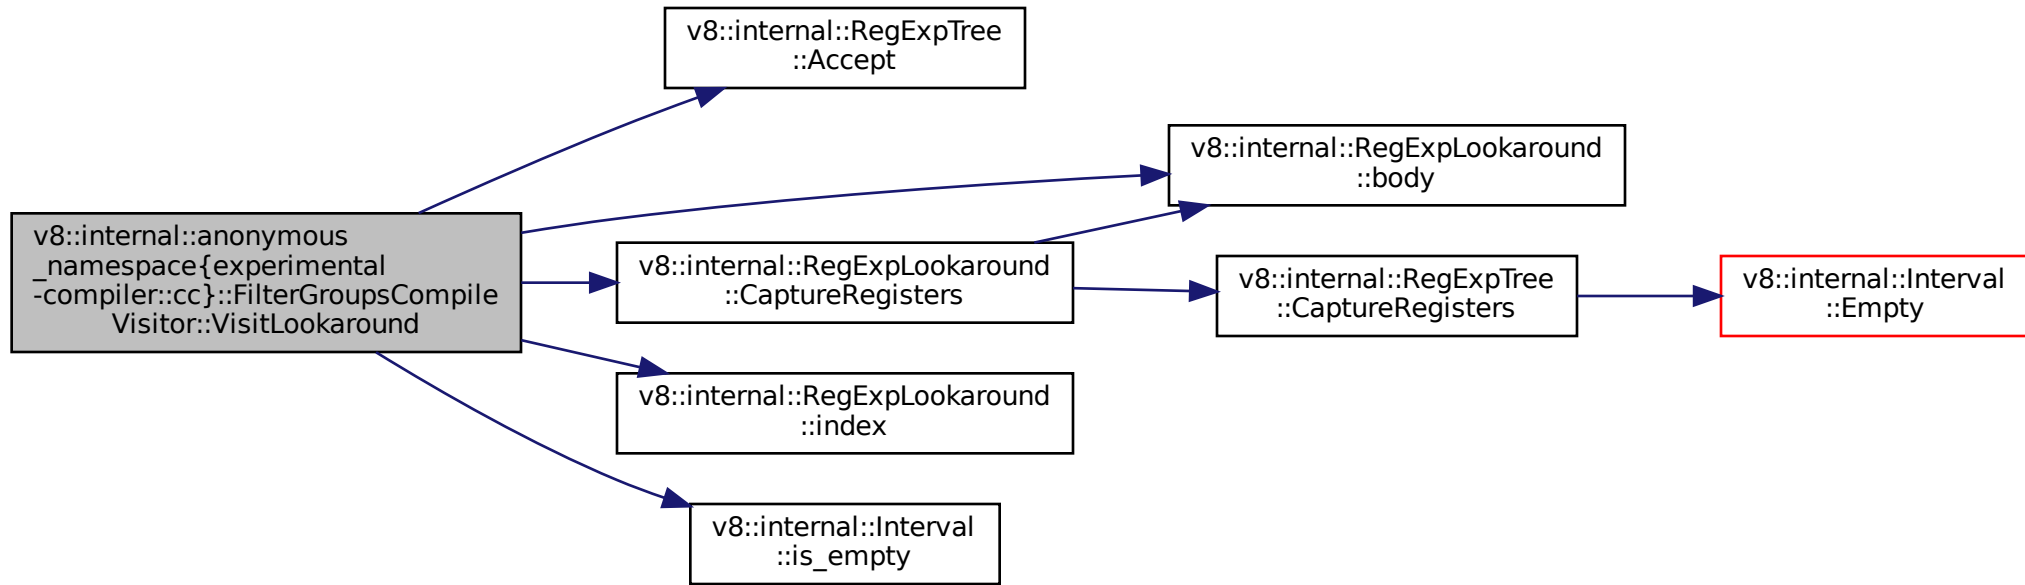 v8::internal::RegExpTree
::Accept
v8::internal::RegExpLookaround
::body
v8::internal::anonymous
_namespace{experimental
-compiler::cc}::FilterGroupsCompile
Visitor::VisitLookaround
v8::internal::RegExpLookaround
::CaptureRegisters
v8::internal::RegExpTree
::CaptureRegisters
v8::internal::Interval
::Empty
v8::internal::RegExpLookaround
::index
v8::internal::Interval
::is_empty